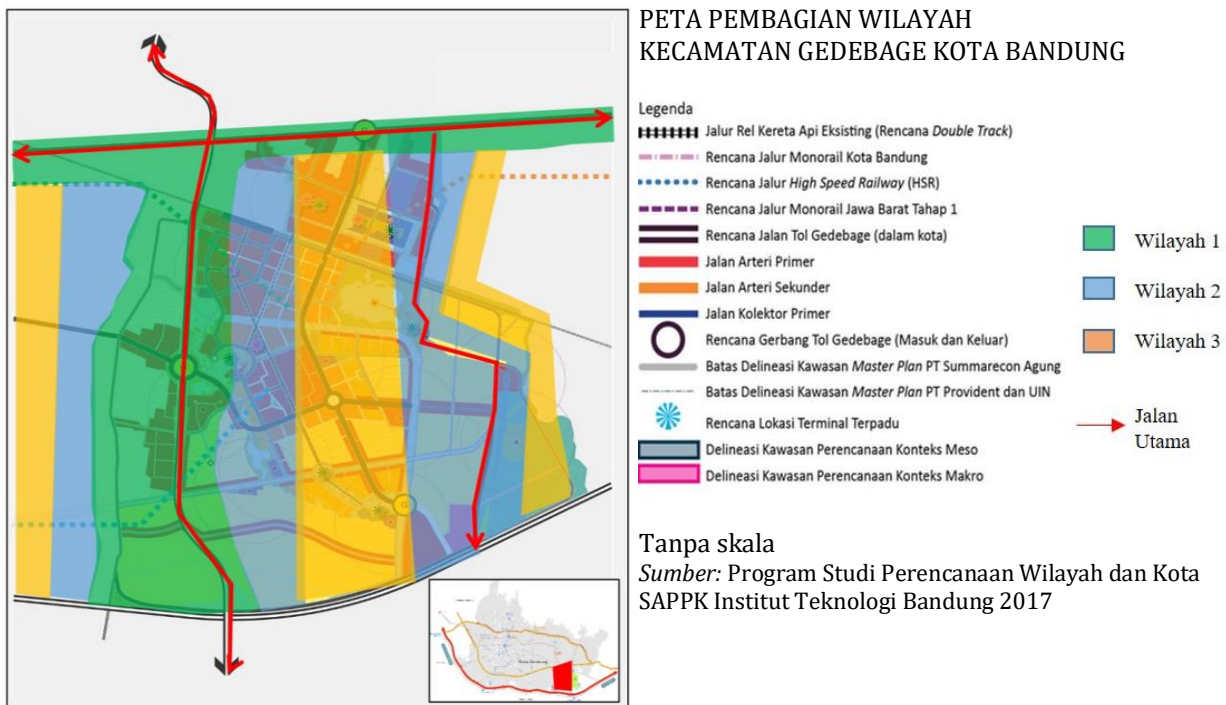 PETA PEMBAGIAN WILAYAH
KECAMATAN GEDEBAGE KOTA BANDUNG
Legenda
Jalur Rel Kereta Api Eksisting (Rencana Double Track)
Rencana Jalur Monorail Kota Bandung
Rencana Jalur High Speed Railway (HSR)
Rencana Jalur Monorail Jawa Barat Tahap 1
Rencana Jalan Tol Gedebage (dalam kota)
Jalan Arteri Primer
Jalan Arteri Sekunder
Jalan Kolektor Primer
Rencana Gerbang Tol Gedebage (Masuk dan Keluar)
Batas Delineasi Kawasan Master Plan PT Summarecon Agung
Batas Delineasi Kawasan Master Plan PT Provident dan UIN
Rencana Lokasi Terminal Terpadu
Delineasi Kawasan Perencanaan Konteks Meso
Delineasi Kawasan Perencanaan Konteks Makro
Wilayah 1
Wilayah 2
Wilayah 3
Jalan
Utama
Tanpa skala
Sumber: Program Studi Perencanaan Wilayah dan Kota
SAPPK Institut Teknologi Bandung 2017